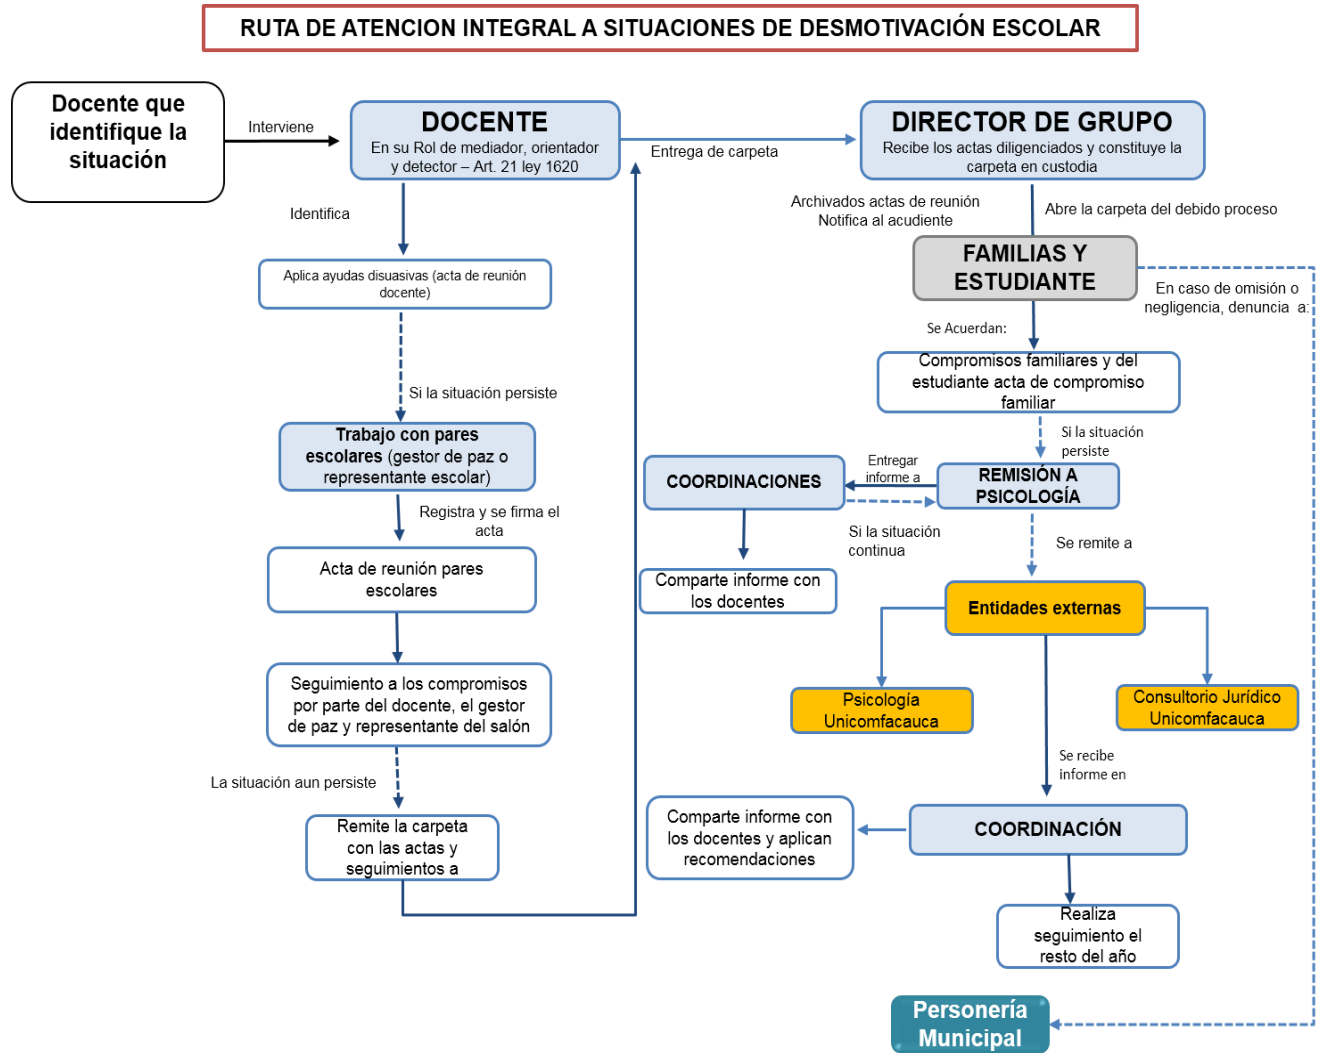 RUTA DE ATENCION INTEGRAL A SITUACIONES DE DESMOTIVACIÓN ESCOLAR
Docente que
identifique la
situación
Interviene
DOCENTE
En su Rol de mediador, orientador
y detector – Art. 21 ley 1620
Entrega de carpeta
DIRECTOR DE GRUPO
Recibe los actas diligenciados y constituye la
carpeta en custodia
Identifica
Archivados actas de reunión
Notifica al acudiente
Abre la carpeta del debido proceso
Aplica ayudas disuasivas (acta de reunión
docente)
FAMILIAS Y
ESTUDIANTE
En caso de omisión o
negligencia, denuncia  a:
Se Acuerdan:
Si la situación persiste
Compromisos familiares y del
estudiante acta de compromiso
familiar
Trabajo con pares
escolares (gestor de paz o
representante escolar)
Si la situación
persiste
COORDINACIONES
Entregar
informe a
REMISIÓN A
PSICOLOGÍA
Registra y se firma el
acta
Si la situación
continua
Se remite a
Acta de reunión pares
escolares
Comparte informe con
los docentes
Entidades externas
Seguimiento a los compromisos
por parte del docente, el gestor
de paz y representante del salón
Psicología
Unicomfacauca
Consultorio Jurídico
Unicomfacauca
La situación aun persiste
Se recibe
informe en
Remite la carpeta
con las actas y
seguimientos a
Comparte informe con
los docentes y aplican
recomendaciones
COORDINACIÓN
Realiza
seguimiento el
resto del año
Personería
Municipal